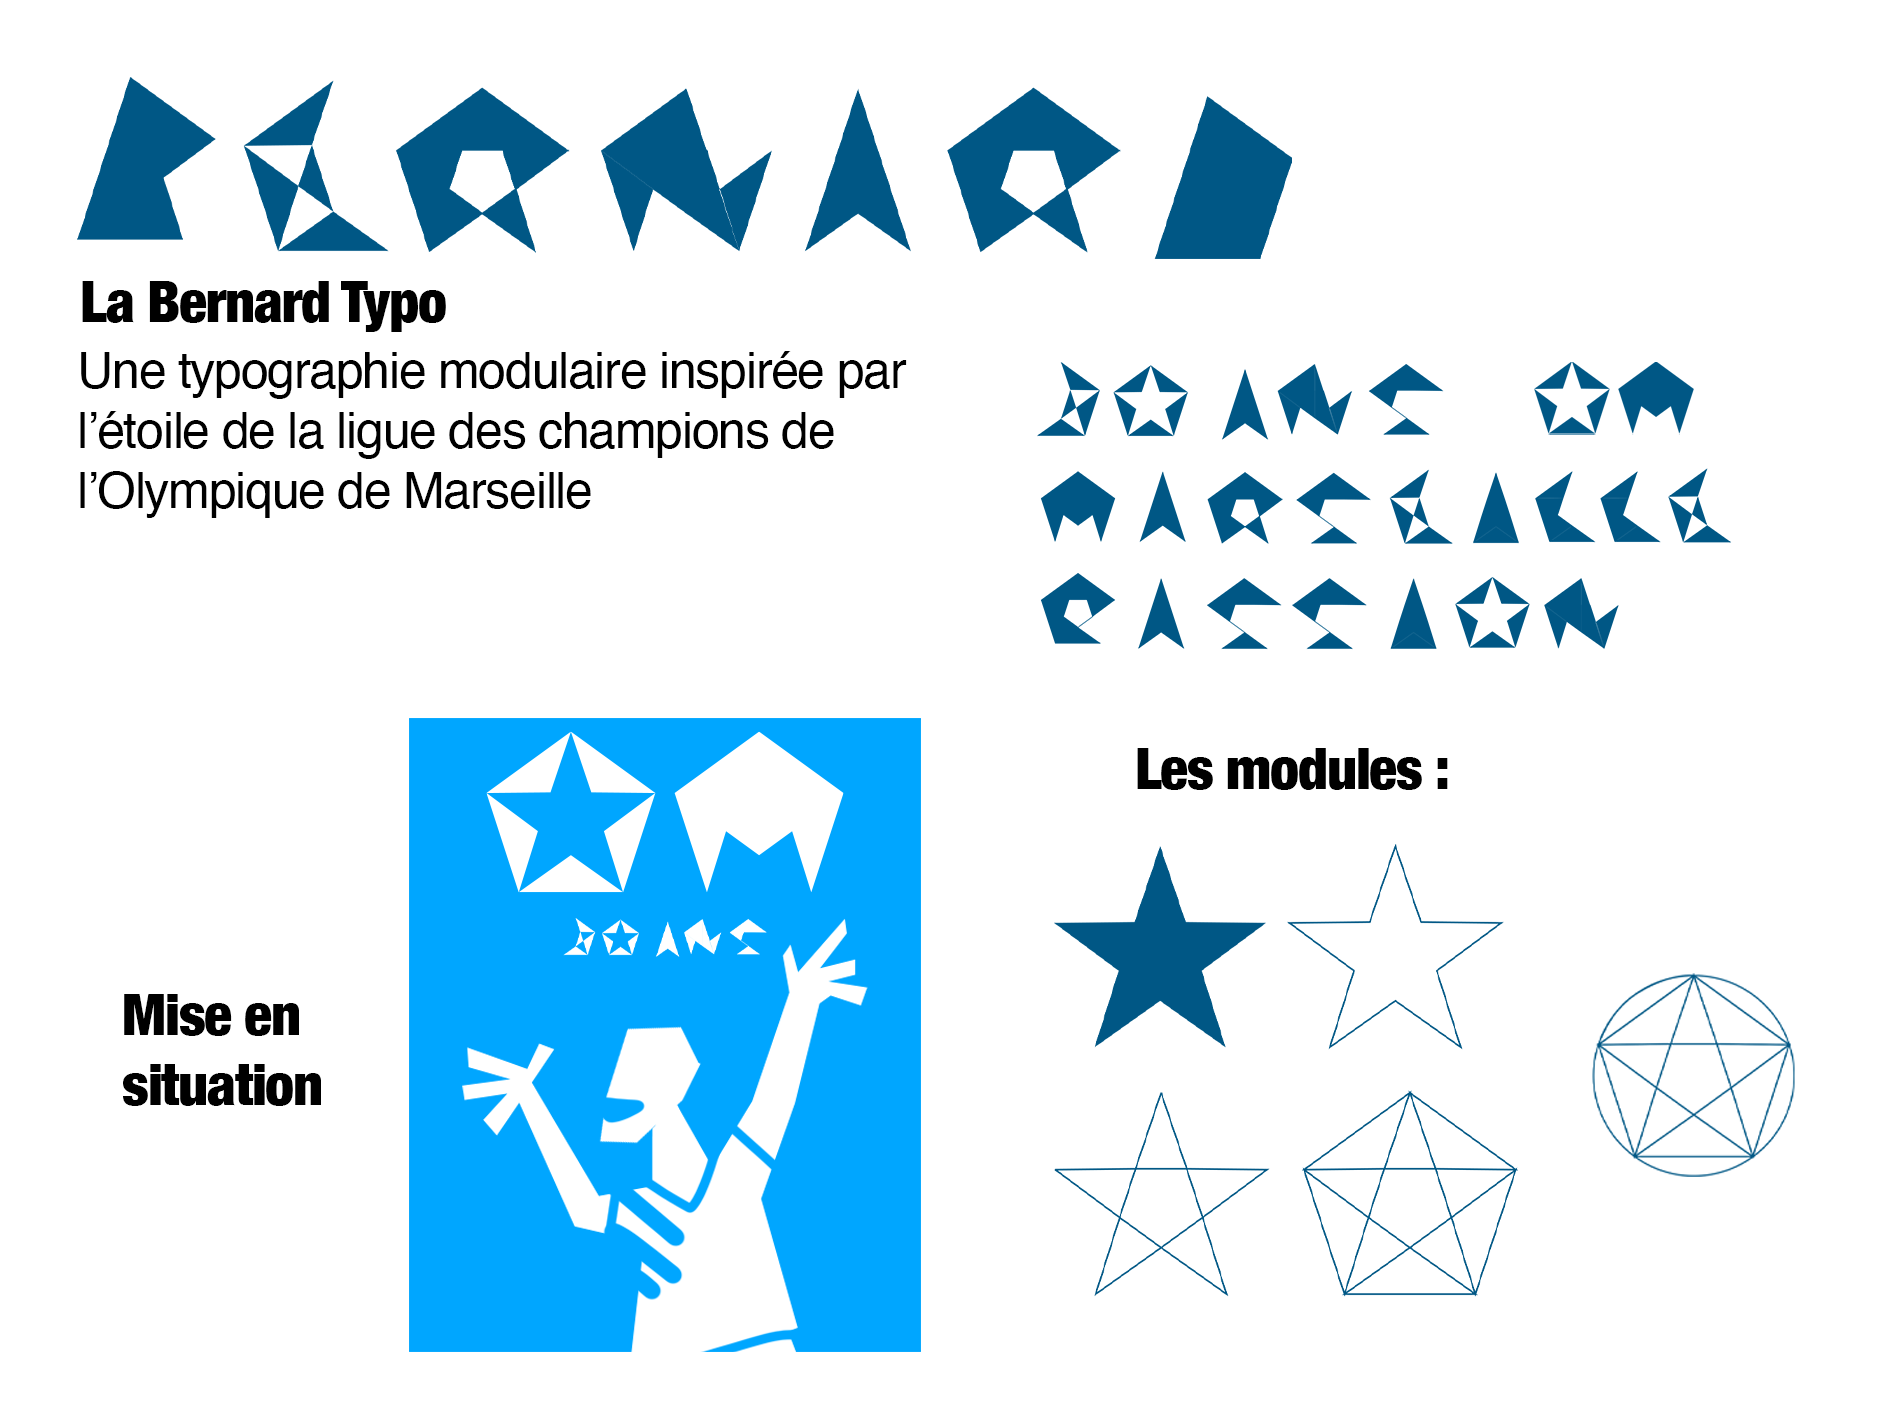 BERNARD
La Bernard Typo
Une typographie modulaire inspirée par
l’étoile de la ligue des champions de
l’Olympique de Marseille
30 ANS OM
MARSEILLE
PASSION
OM
30 ANS
Mise en
situation
Les modules :